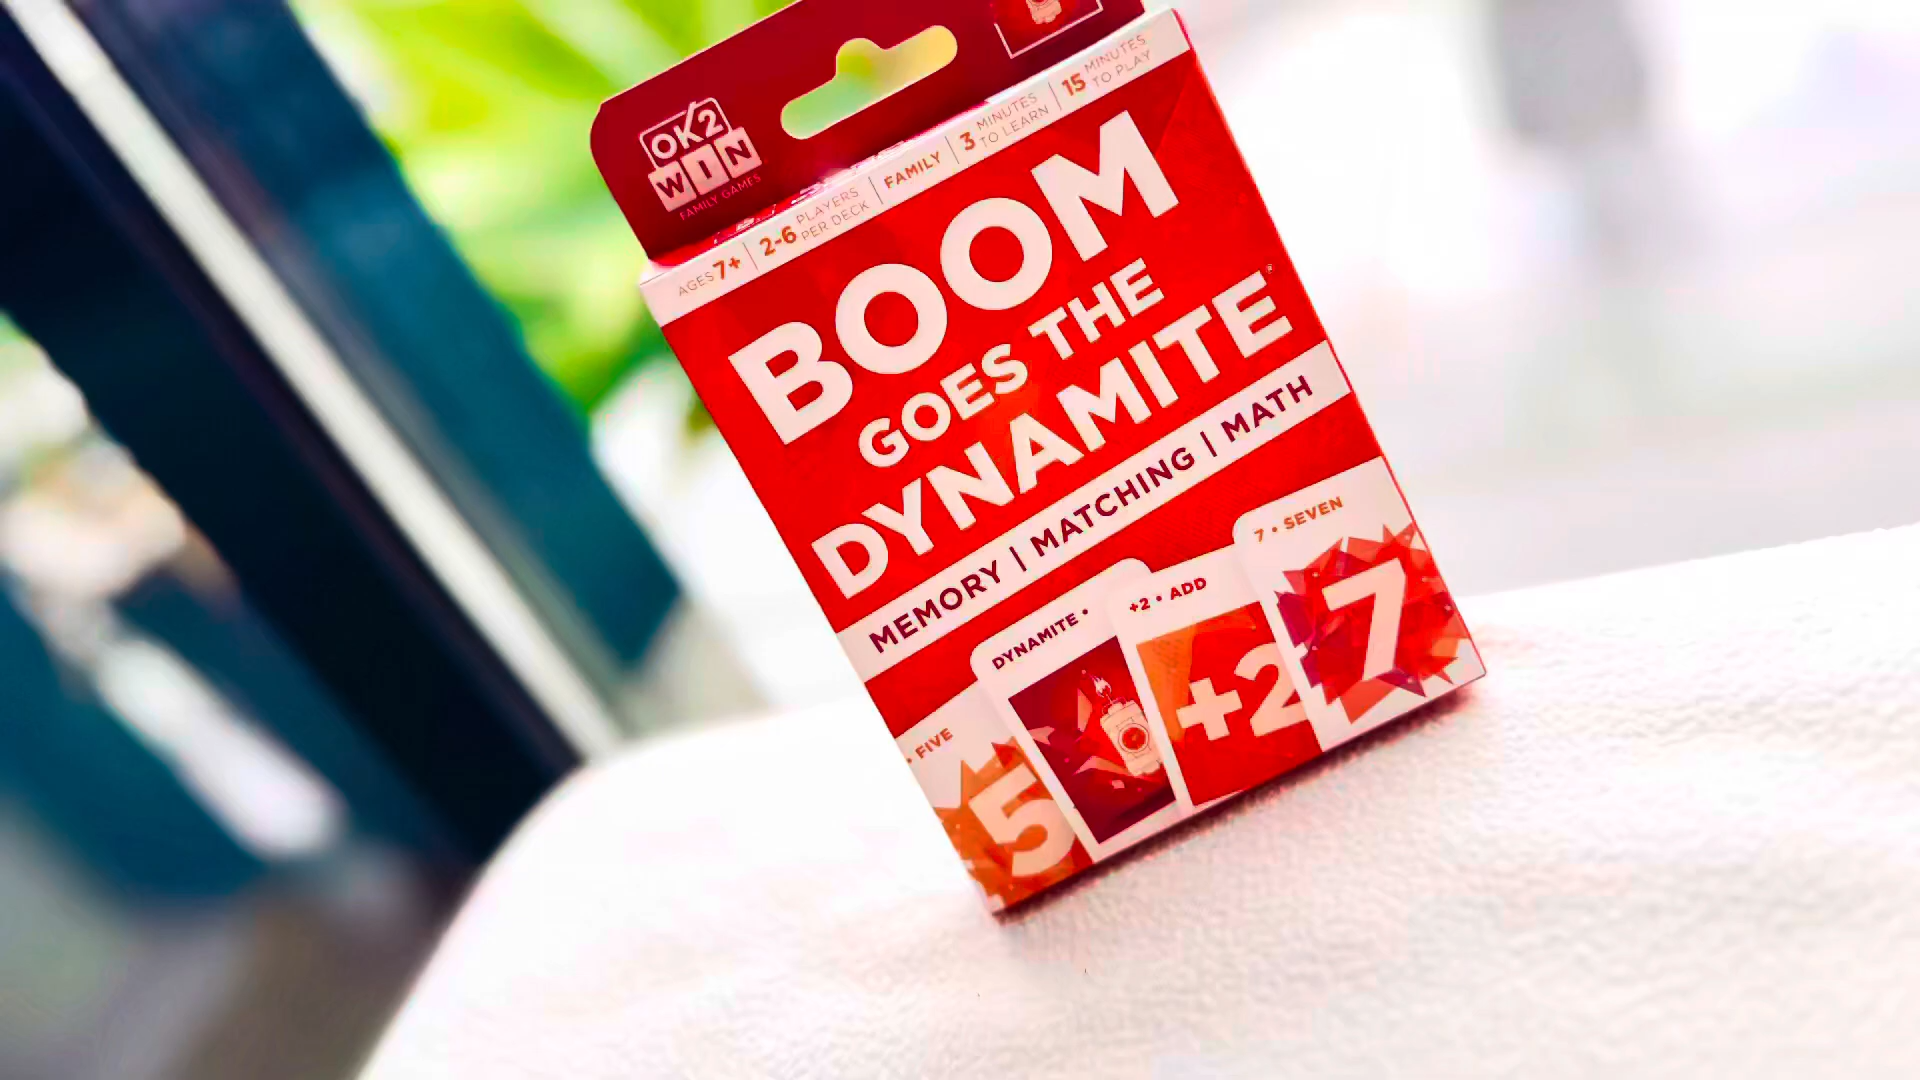 OK2
WIN
FAMILY GAMES
AGES 7+ | 2-6 PLAYERS PER DECK | FAMILY | 3 MINUTES TO LEARN | 15 MINUTES TO PLAY
BOOM
GOES THE
DYNAMITE
MEMORY | MATCHING | MATH
• FIVE
5
DYNAMITE •
+2 • ADD
+2
7 • SEVEN
7